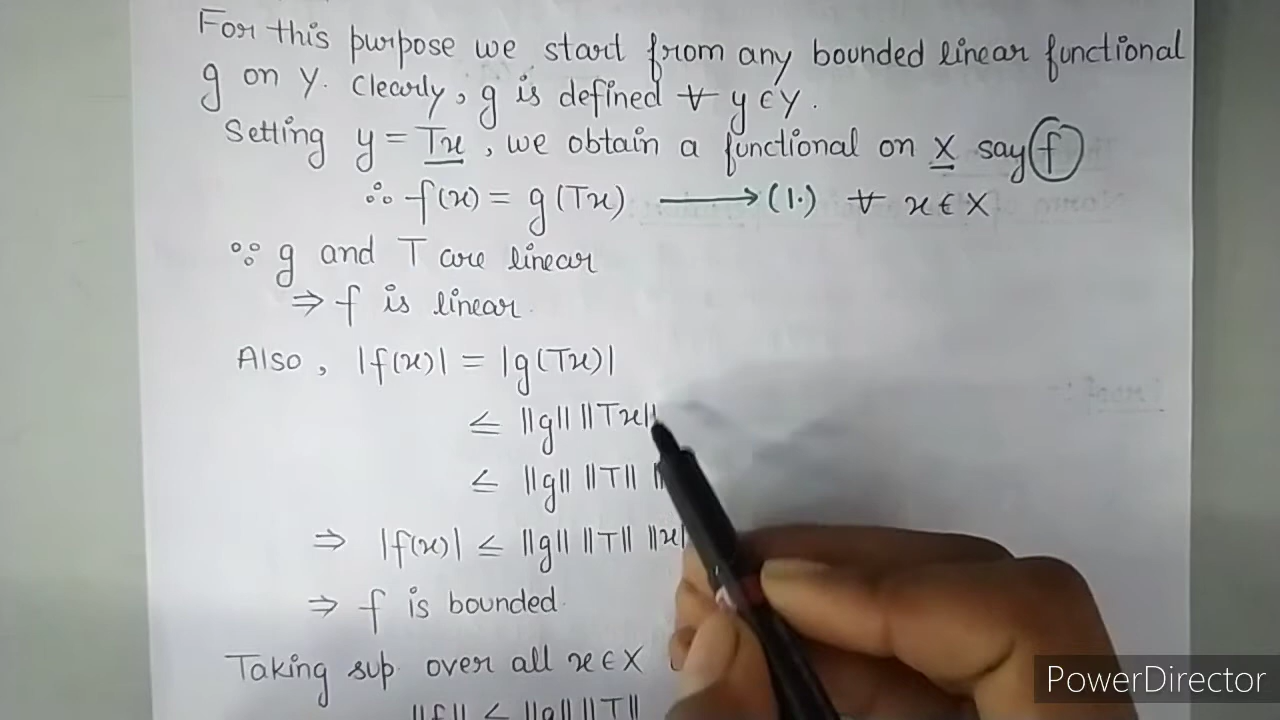 For this purpose we start from any bounded linear functional
g on Y. Clearly, g is defined ∀ y ∈ Y.
Setting y = Tx, we obtain a functional on X say f
∴ f(x) = g(Tx) ⟶ (1.) ∀ x ∈ X
∵ g and T are linear
⇒ f is linear.
Also, |f(x)| = |g(Tx)|
≤ ||g|| ||Tx||
≤ ||g|| ||T||
⇒ |f(x)| ≤ ||g|| ||T|| ||x|
⇒ f is bounded.
Taking sup. over all x ∈ X
||f|| ≤ ||g|| ||T||
PowerDirector